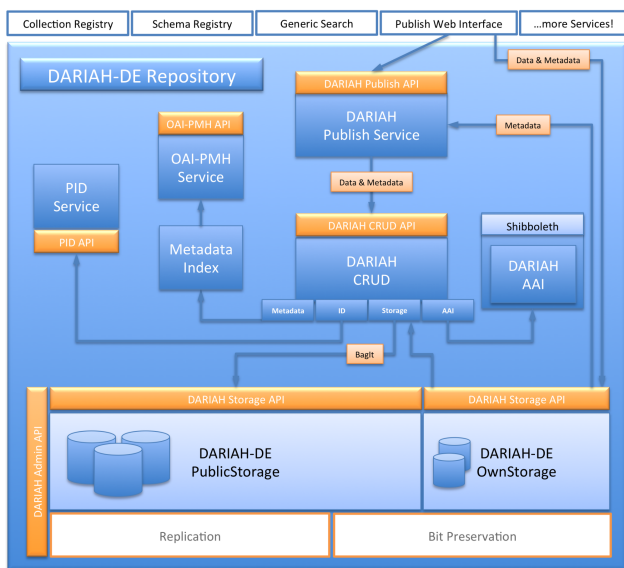 Collection Registry
Schema Registry
Generic Search
Publish Web Interface
…more Services!
Data & Metadata
DARIAH-DE Repository
DARIAH Publish API
DARIAH
Publish Service
Metadata
OAI-PMH API
OAI-PMH
Service
PID
Service
PID API
Data & Metadata
DARIAH CRUD API
DARIAH
CRUD
Shibboleth
DARIAH
AAI
Metadata
Index
Metadata
ID
Storage
AAI
BagIt
DARIAH Storage API
DARIAH Storage API
DARIAH Admin API
DARIAH-DE
PublicStorage
DARIAH-DE
OwnStorage
Replication
Bit Preservation